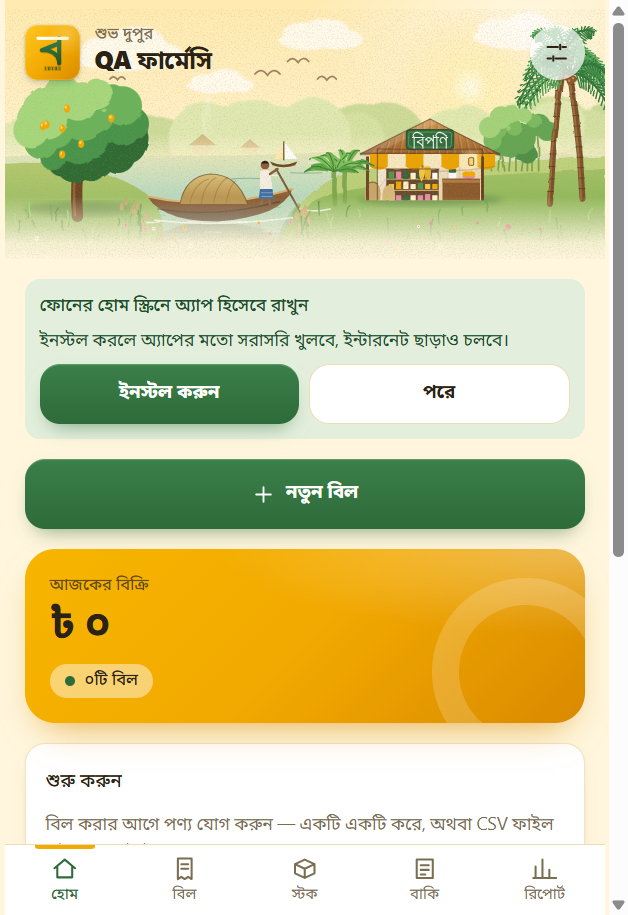 ব
শুভ দুপুর
QA ফার্মেসি
বিপণি
ফোনের হোম স্ক্রিনে অ্যাপ হিসেবে রাখুন
ইনস্টল করলে অ্যাপের মতো সরাসরি খুলবে, ইন্টারনেট ছাড়াও চলবে।
ইনস্টল করুন
পরে
+ নতুন বিল
আজকের বিক্রি
৳ ০
০টি বিল
শুরু করুন
বিল করার আগে পণ্য যোগ করুন — একটি একটি করে, অথবা CSV ফাইল
হোম
বিল
স্টক
বাকি
রিপোর্ট